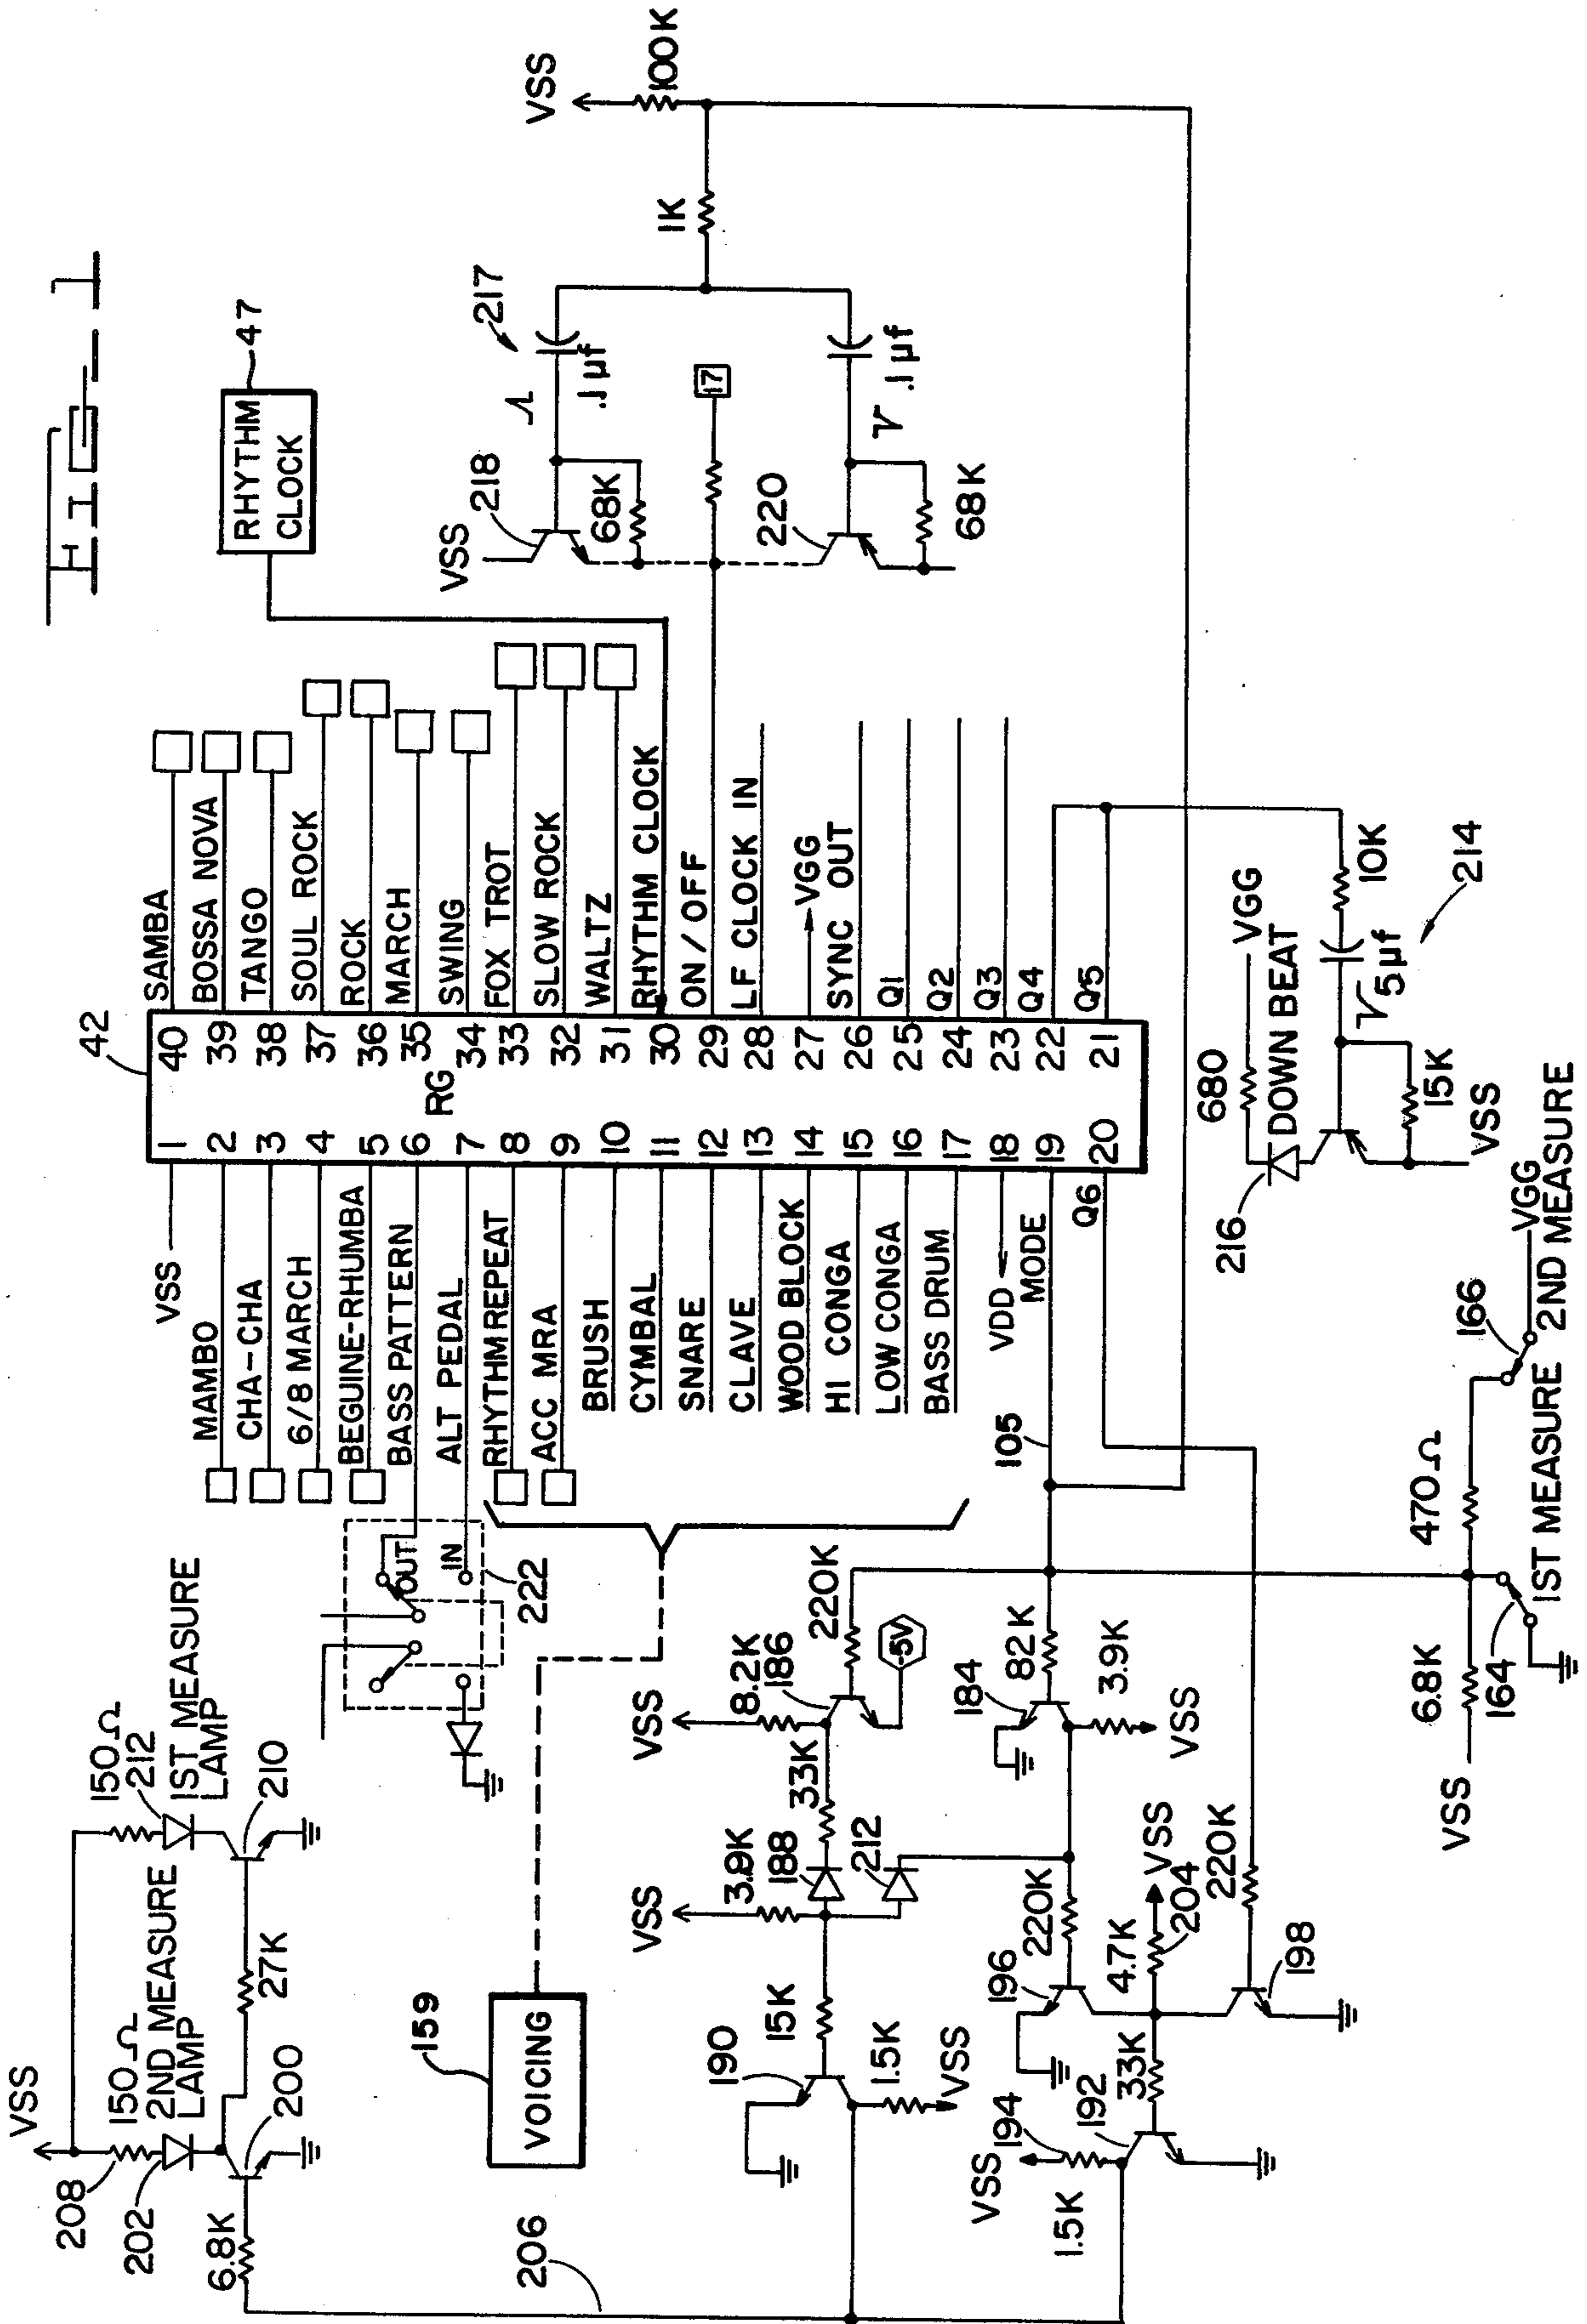 FIG. 7
RHYTHM CLOCK
47
42
RG
1
2
3
4
5
6
7
8
9
10
11
12
13
14
15
16
17
18
19
20
40
39
38
37
36
35
34
33
32
31
30
29
28
27
26
25
24
23
22
21
SAMBA
BOSSA NOVA
TANGO
SOUL ROCK
ROCK
MARCH
SWING
FOX TROT
SLOW ROCK
WALTZ
RHYTHM CLOCK
ON/OFF
LF CLOCK IN
VGG
SYNC OUT
Q1
Q2
Q3
Q4
Q5
VSS
MAMBO
CHA-CHA
6/8 MARCH
BEGUINE-RHUMBA
BASS PATTERN
ALT PEDAL
RHYTHM REPEAT
ACC MRA
BRUSH
CYMBAL
SNARE
CLAVE
WOOD BLOCK
HI CONGA
LOW CONGA
BASS DRUM
VDD
MODE
Q6
105
VSS
100K
1K
217
.1µf
218
VSS
68K
17
220
.1µf
68K
680
VGG
DOWN BEAT
216
10K
5µf
214
15K
VSS
OUT
IN
222
VSS
208
150Ω
2ND MEASURE LAMP
202
200
6.8K
27K
150Ω
212
1ST MEASURE LAMP
210
206
159
VOICING
VSS
8.2K
186
220K
-5V
33K
188
3.9K
VSS
212
15K
190
1.5K
VSS
184
82K
3.9K
VSS
196
220K
4.7K
VSS
204
220K
198
33K
192
194
VSS
1.5K
VSS
6.8K
470Ω
164
1ST MEASURE
166
VGG
2ND MEASURE